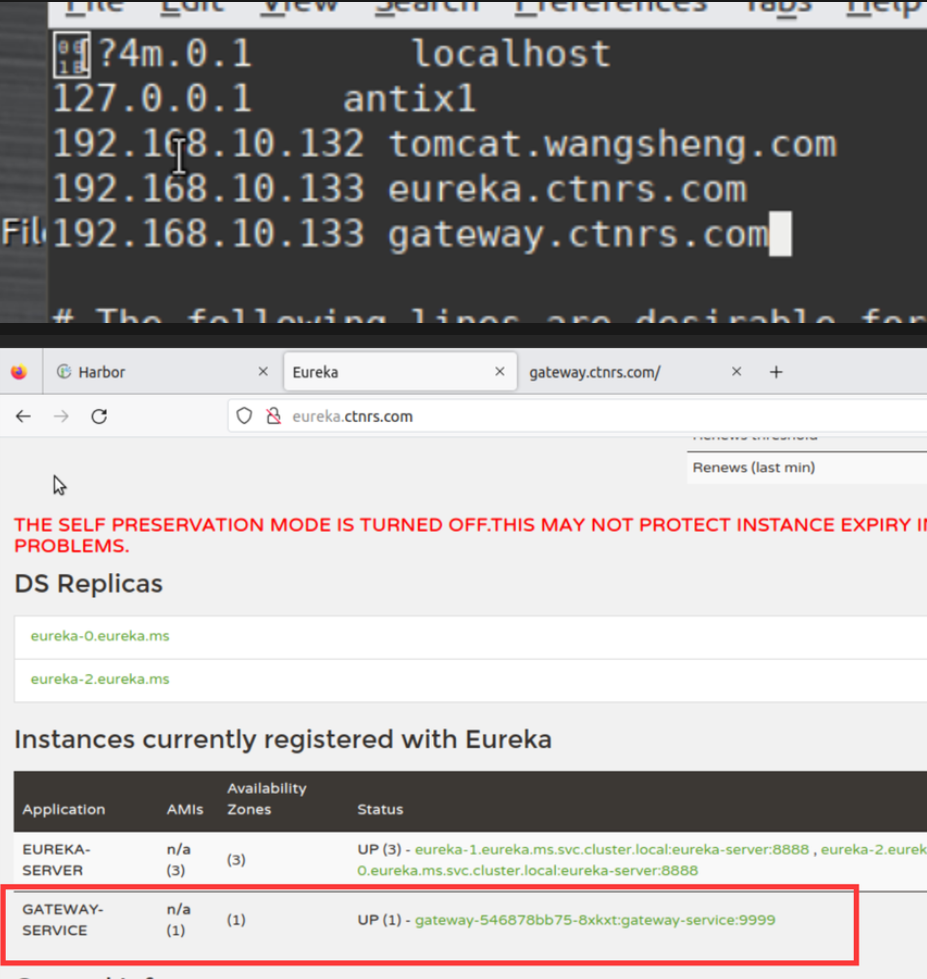 File Edit View Search Preferences Tabs Help
?4m.0.1 localhost
127.0.0.1 antix1
192.168.10.132 tomcat.wangsheng.com
192.168.10.133 eureka.ctnrs.com
Fil
192.168.10.133 gateway.ctnrs.com
# The following lines are desirable for
Harbor
Eureka
gateway.ctnrs.com/
eureka.ctnrs.com
Renews threshold
Renews (last min)
THE SELF PRESERVATION MODE IS TURNED OFF.THIS MAY NOT PROTECT INSTANCE EXPIRY
PROBLEMS.
DS Replicas
eureka-0.eureka.ms
eureka-2.eureka.ms
Instances currently registered with Eureka
Application AMIs Availability Zones Status
EUREKA-SERVER n/a (3) (3) UP (3) - eureka-1.eureka.ms.svc.cluster.local:eureka-server:8888 , eureka-2.eurek
0.eureka.ms.svc.cluster.local:eureka-server:8888
GATEWAY-SERVICE n/a (1) (1) UP (1) - gateway-546878bb75-8xkxt:gateway-service:9999